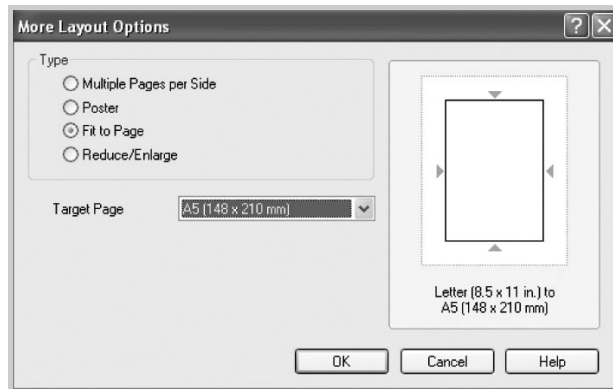 More Layout Options
Type
Multiple Pages per Side
Poster
Fit to Page
Reduce/Enlarge
Target Page
A5 (148 x 210 mm)
Letter (8.5 x 11 in.) to
A5 (148 x 210 mm)
OK
Cancel
Help